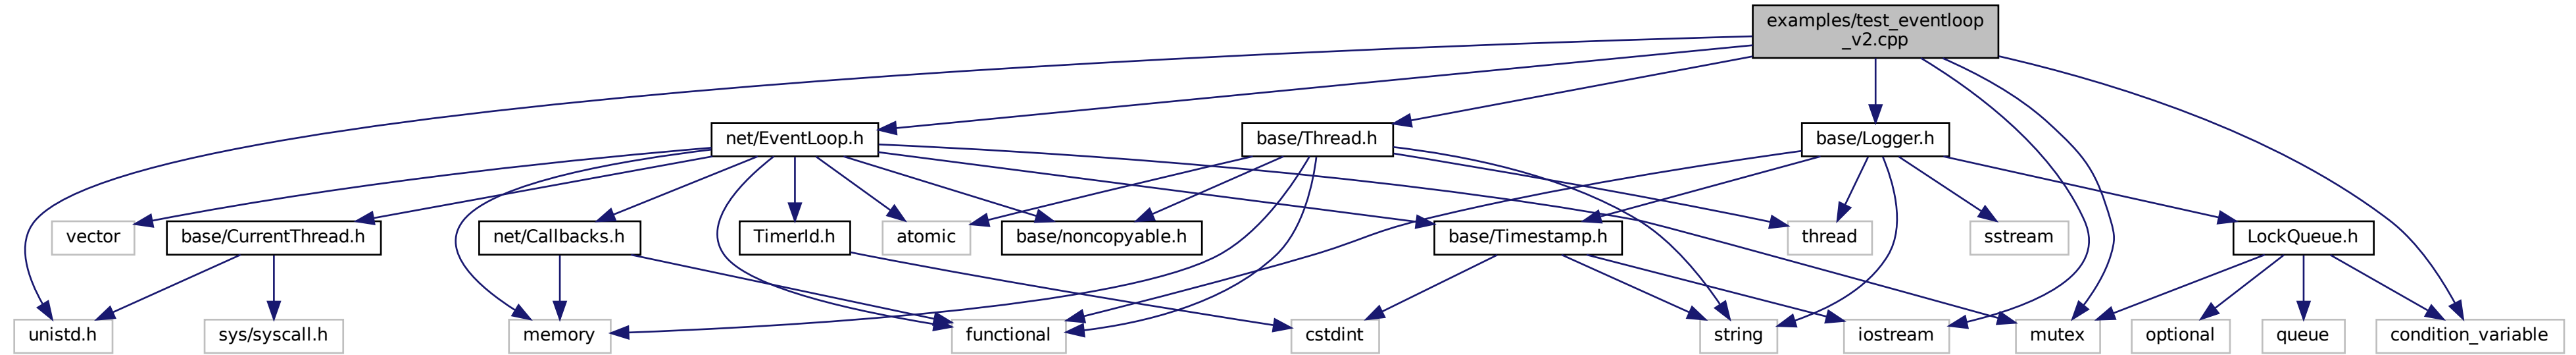 examples/test_eventloop
_v2.cpp
net/EventLoop.h
base/Thread.h
base/Logger.h
vector
base/CurrentThread.h
net/Callbacks.h
TimerId.h
atomic
base/noncopyable.h
base/Timestamp.h
thread
sstream
LockQueue.h
unistd.h
sys/syscall.h
memory
functional
cstdint
string
iostream
mutex
optional
queue
condition_variable